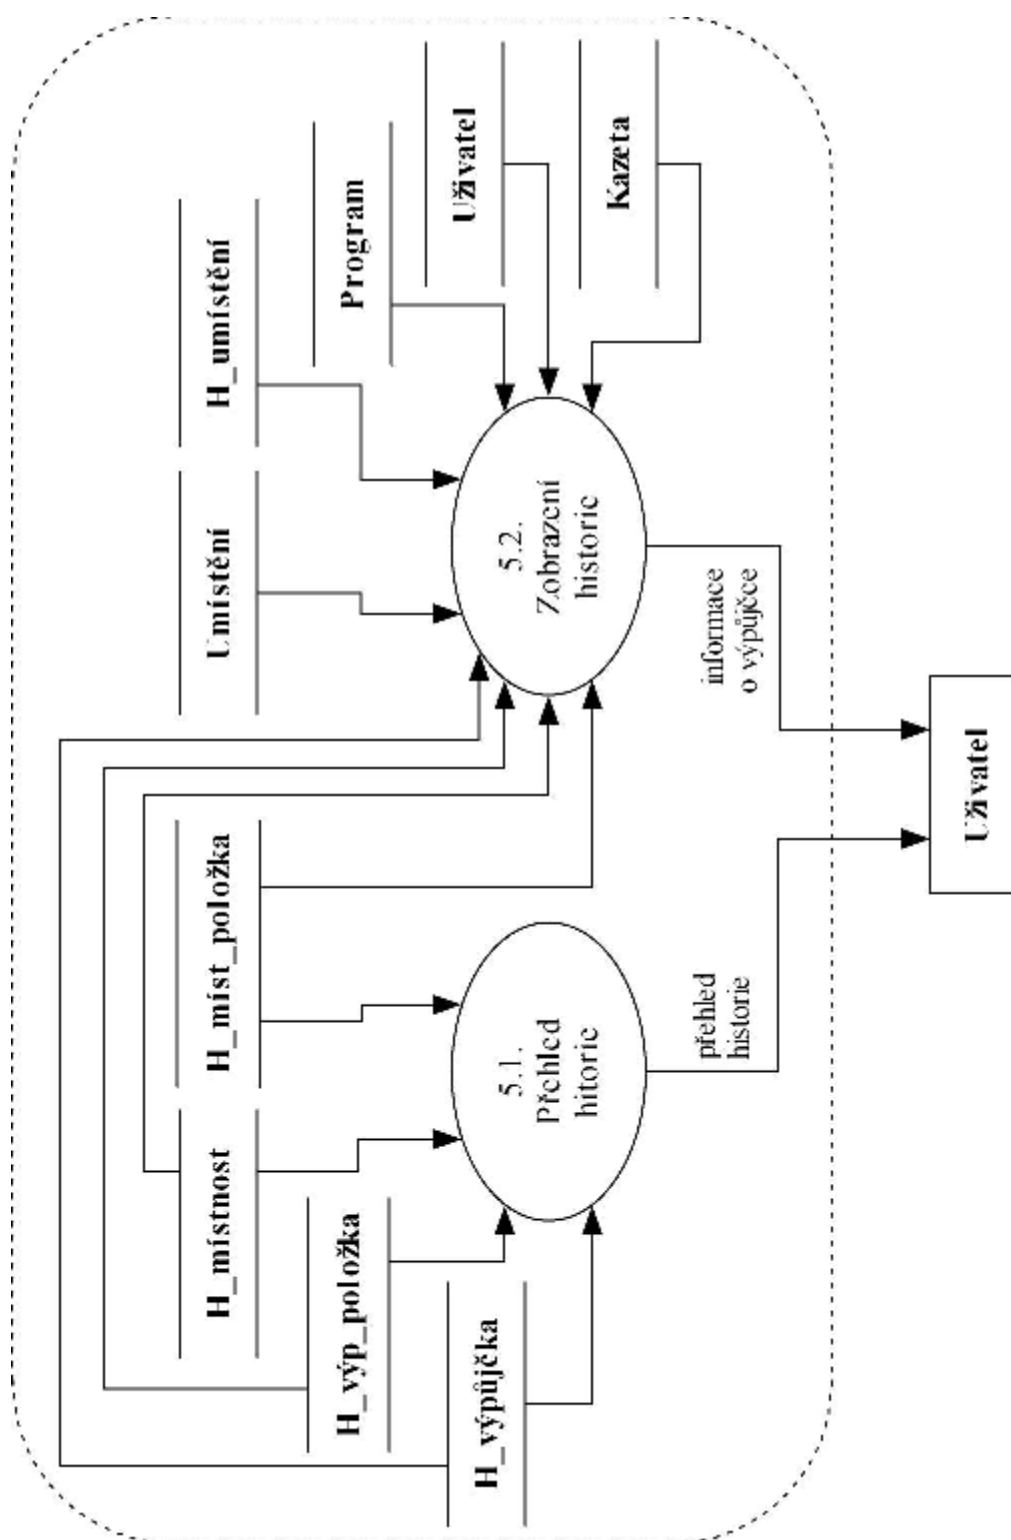 H_místnost
H_míst_položka
Umístění
H_umístění
H_výp_položka
Program
H_výpůjčka
Uživatel
Kazeta
5.1.
Přehled
hitorie
5.2.
Zobrazení
historie
přehled
historie
informace
o výpůjčce
Uživatel